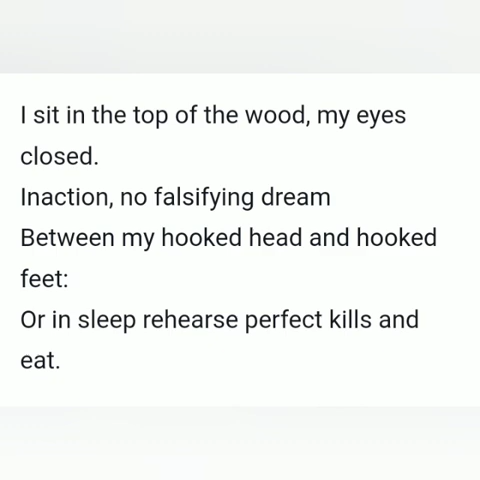 I sit in the top of the wood, my eyes
closed.
Inaction, no falsifying dream
Between my hooked head and hooked
feet:
Or in sleep rehearse perfect kills and
eat.